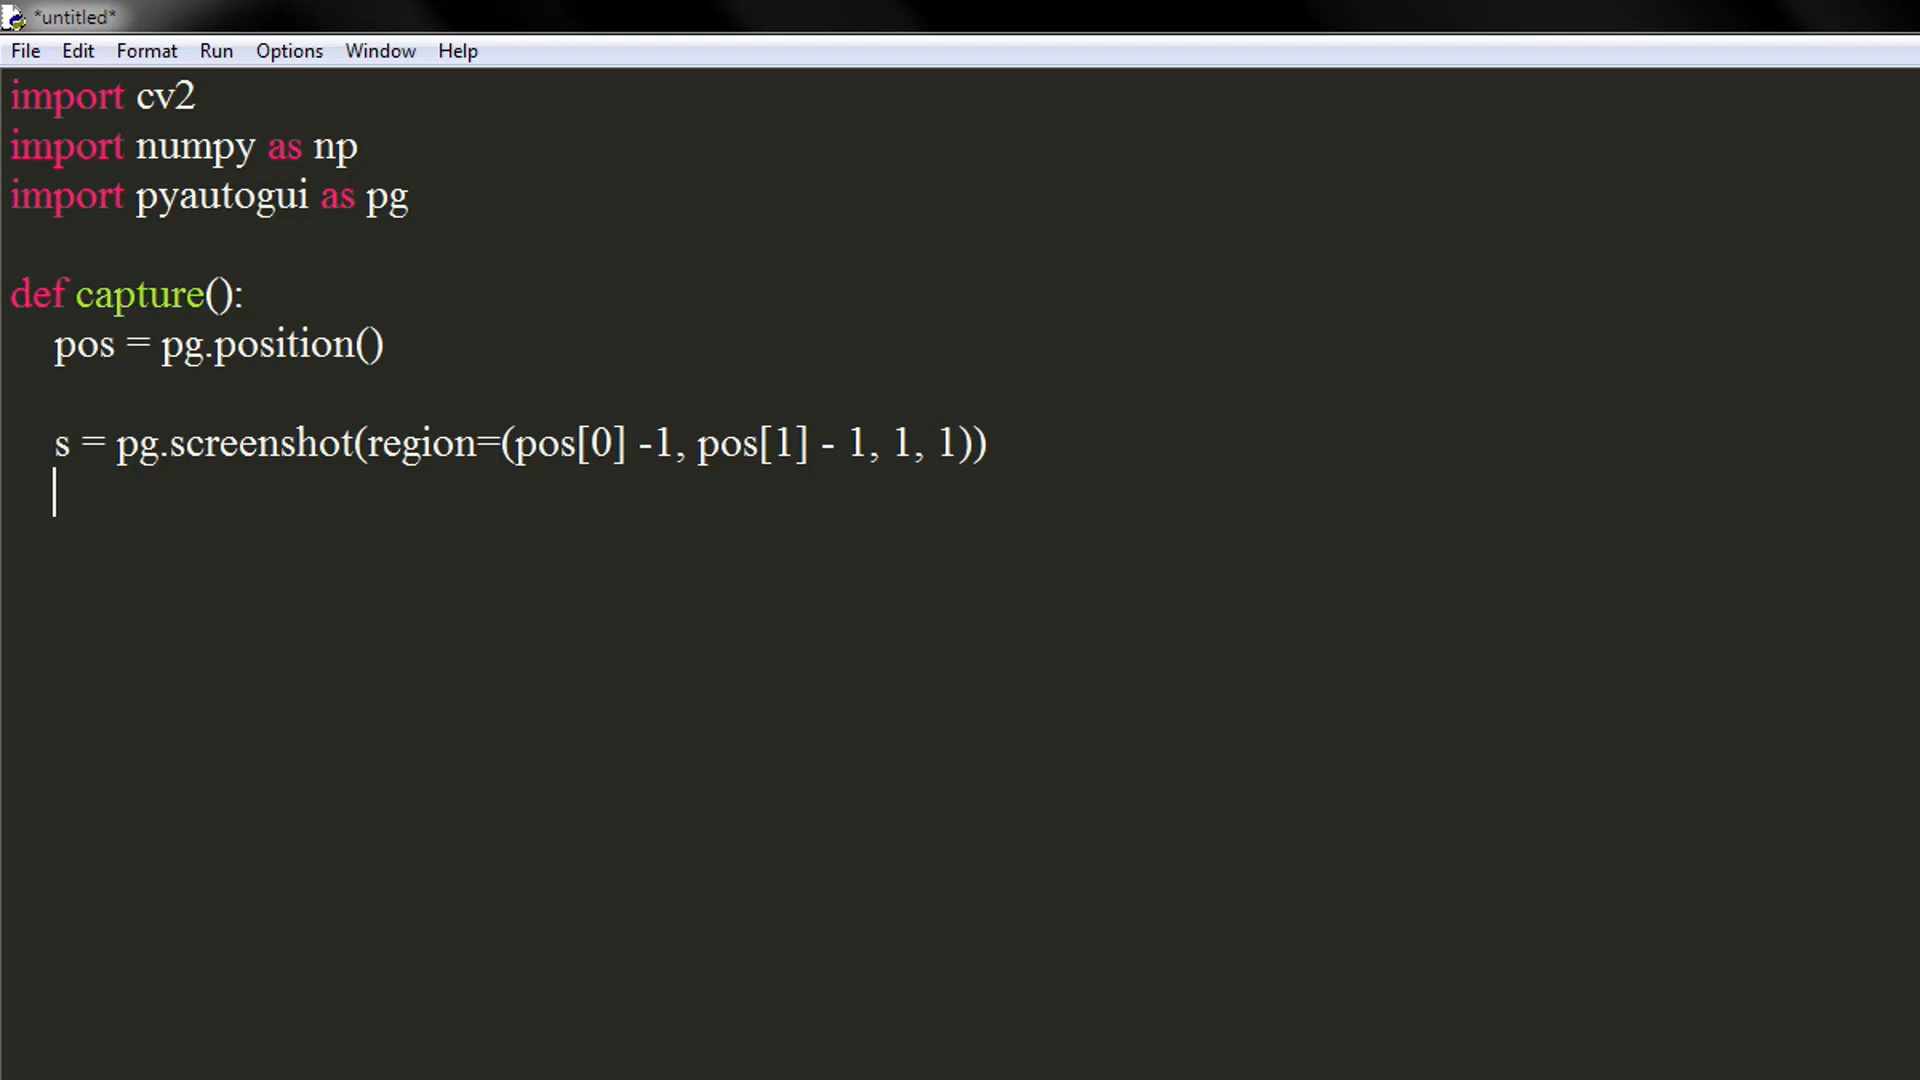 *untitled*
File Edit Format Run Options Window Help
import cv2
import numpy as np
import pyautogui as pg
def capture():
pos = pg.position()
s = pg.screenshot(region=(pos[0] -1, pos[1] - 1, 1, 1))